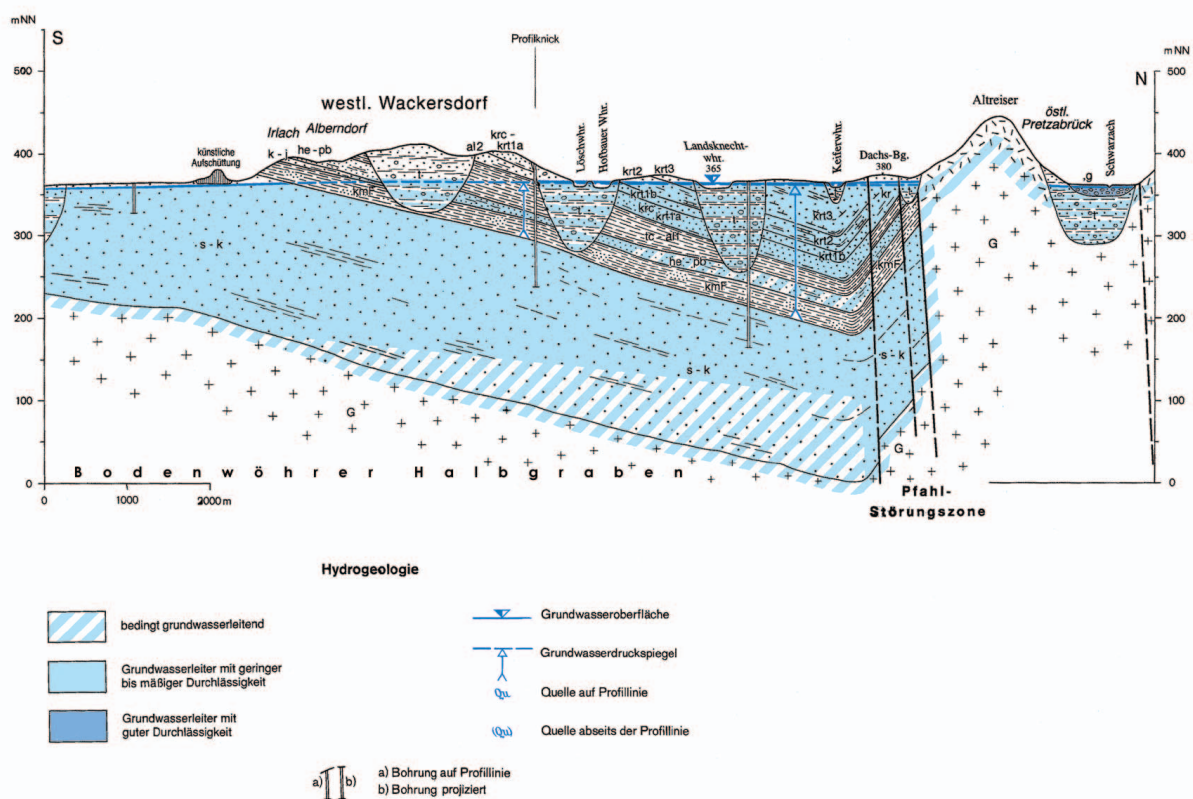 mNN
S
Profilknick
mNN
N
500
400
300
200
100
0
500
400
300
200
100
0
westl. Wackersdorf
Irlach
Alberndorf
künstliche
Aufschüttung
k - j
he - pb
kmF
t
al2
krc -
krt1a
Löschwhr.
Hofbauer Whr.
krt2
krt3
Landsknecht-
whr.
365
Keiferwhr.
Dachs-Bg.
380
Altreiser
östl.
Pretzabrück
Schwarzach
g
t
t
t
krt1b
krc
krt1a
he - pb
kmF
krt3
krt2
krt1b
kr
t
kmF
s - k
s - k
s - k
G
G
G
Bodenwöhrer Halbgraben
0
1000
2000 m
Pfahl-
Störungszone
Hydrogeologie
bedingt grundwasserleitend
Grundwasserleiter mit geringer
bis mäßiger Durchlässigkeit
Grundwasserleiter mit
guter Durchlässigkeit
Grundwasseroberfläche
Grundwasserdruckspiegel
Qu
Quelle auf Profillinie
(Qu)
Quelle abseits der Profillinie
a)
b)
a) Bohrung auf Profillinie
b) Bohrung projiziert